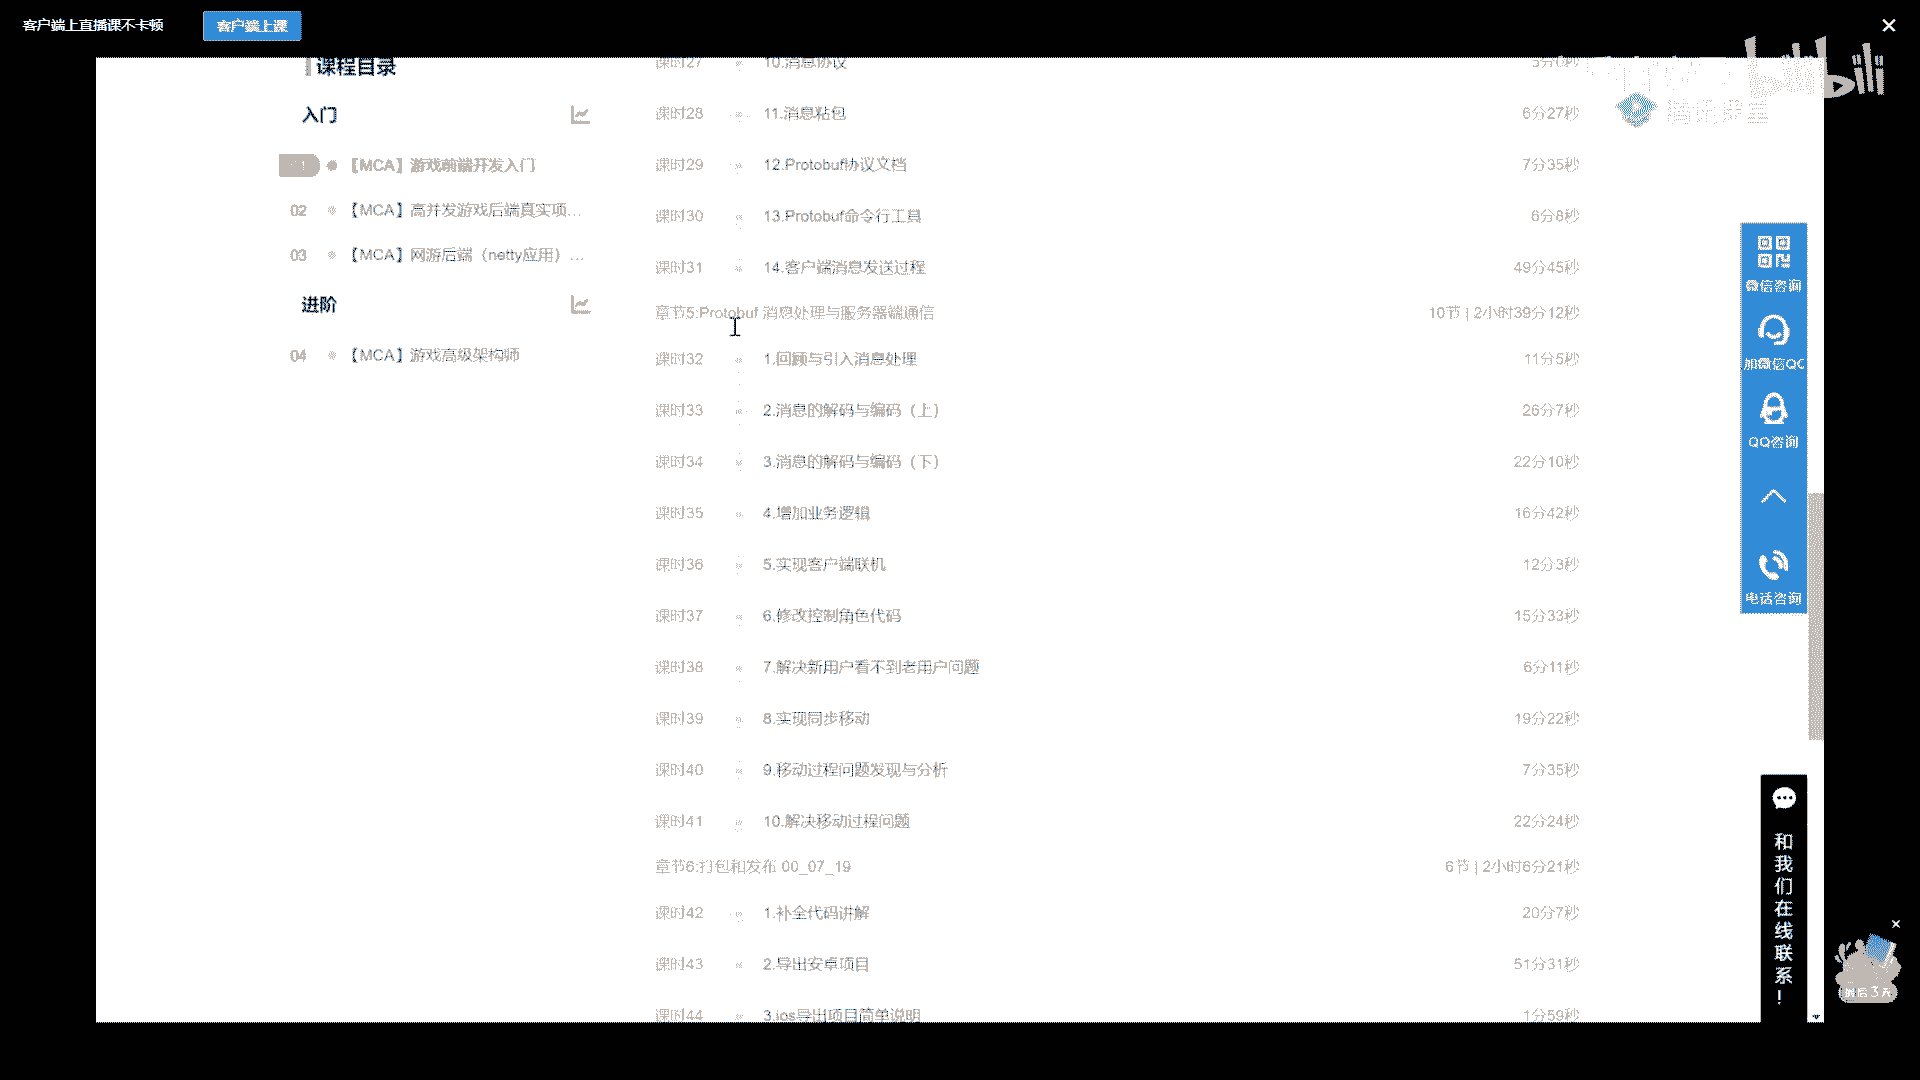 客户端上直播课不卡顿
客户端上课
课程目录
入门
01
【MCA】游戏前端开发入门
02
【MCA】高并发游戏后端真实项...
03
【MCA】网游后端（netty应用）...
进阶
04
【MCA】游戏高级架构师
课时27 10.消息协议
课时28 11.消息粘包 6分27秒
课时29 12.Protobuf协议文档 7分35秒
课时30 13.Protobuf命令行工具 6分8秒
课时31 14.客户端消息发送过程 49分45秒
章节5:Protobuf 消息处理与服务器端通信 10节 | 2小时39分12秒
课时32 1.回顾与引入消息处理 11分5秒
课时33 2.消息的解码与编码（上） 26分7秒
课时34 3.消息的解码与编码（下） 22分10秒
课时35 4.增加业务逻辑 16分42秒
课时36 5.实现客户端联机 12分3秒
课时37 6.修改控制角色代码 15分33秒
课时38 7.解决新用户看不到老用户问题 6分11秒
课时39 8.实现同步移动 19分22秒
课时40 9.移动过程问题发现与分析 7分35秒
课时41 10.解决移动过程问题 22分24秒
章节6:打包和发布 00_07_19 6节 | 2小时6分21秒
课时42 1.补全代码讲解 20分7秒
课时43 2.导出安卓项目 51分31秒
课时44 3.ios导出项目简单说明 1分59秒
bilibili
腾讯课堂
微信咨询
加微信QQ
QQ咨询
电话咨询
和我们在线联系！